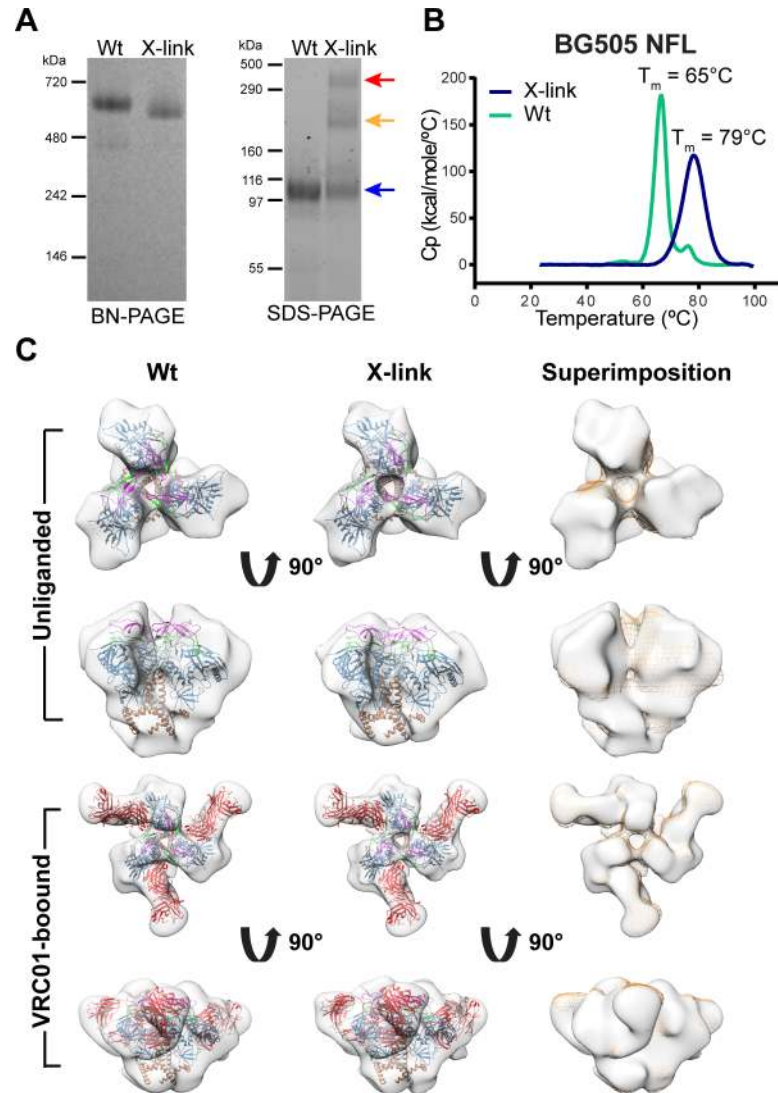 A
Wt X-link
kDa
720
480
242
146
BN-PAGE
Wt X-link
kDa
500
290
160
116
97
55
SDS-PAGE
B
BG505 NFL
Tm = 65°C
X-link
Wt
Tm = 79°C
Cp (kcal/mole/ºC)
200
150
100
50
0
0 20 40 60 80 100
Temperature (ºC)
C
Wt X-link Superimposition
Unliganded
90° 90°
VRC01-boound
90° 90°